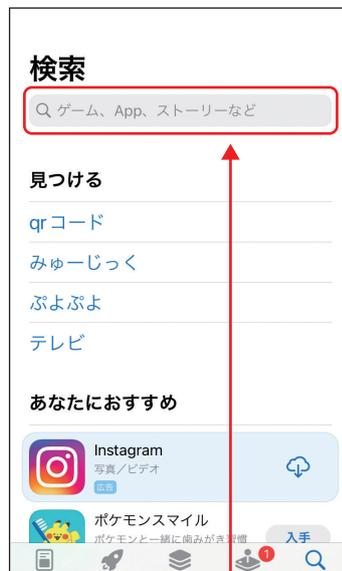 検索
ゲーム、App、ストーリーなど
見つける
qrコード
みゅーじっく
ぷよぷよ
テレビ
あなたにおすすめ
Instagram
写真／ビデオ
広告
ポケモンスマイル
ポケモンと一緒に歯みがき習慣
入手
1